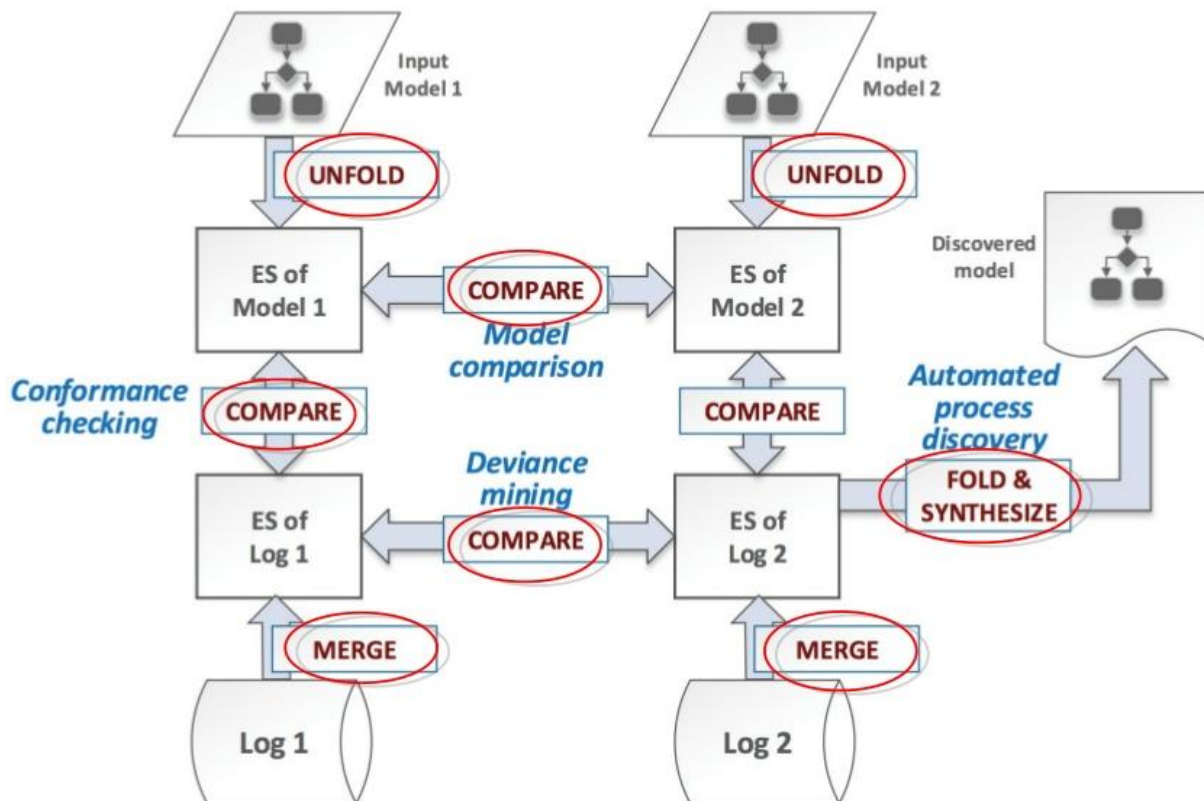 Input
Model 1
Input
Model 2
UNFOLD
UNFOLD
ES of
Model 1
COMPARE
ES of
Model 2
Discovered
model
Model
comparison
Conformance
checking
COMPARE
COMPARE
Automated
process
discovery
Deviance
mining
FOLD &
SYNTHESIZE
ES of
Log 1
COMPARE
ES of
Log 2
MERGE
MERGE
Log 1
Log 2